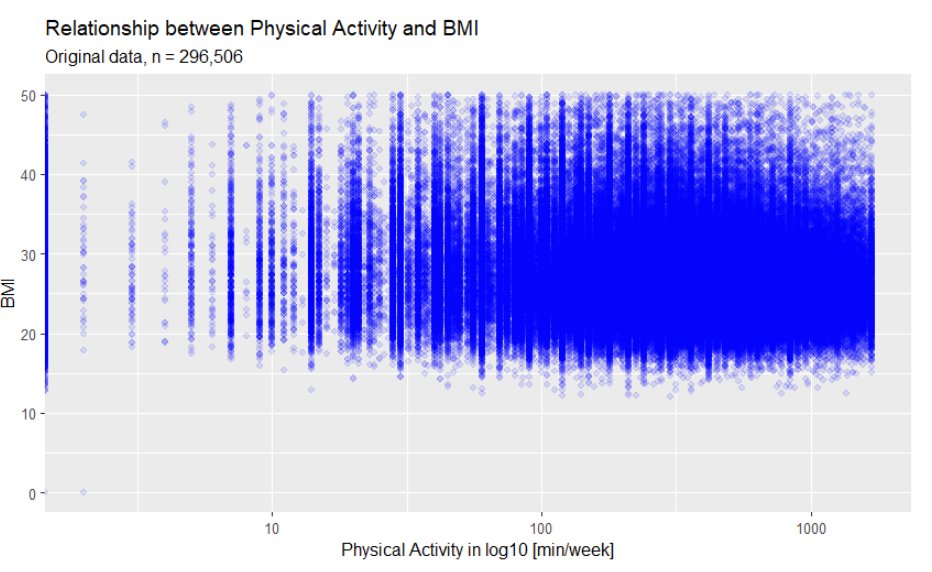 Relationship between Physical Activity and BMI
Original data, n = 296,506
50
40
30
20
10
0
BMI
10
100
1000
Physical Activity in log10 [min/week]